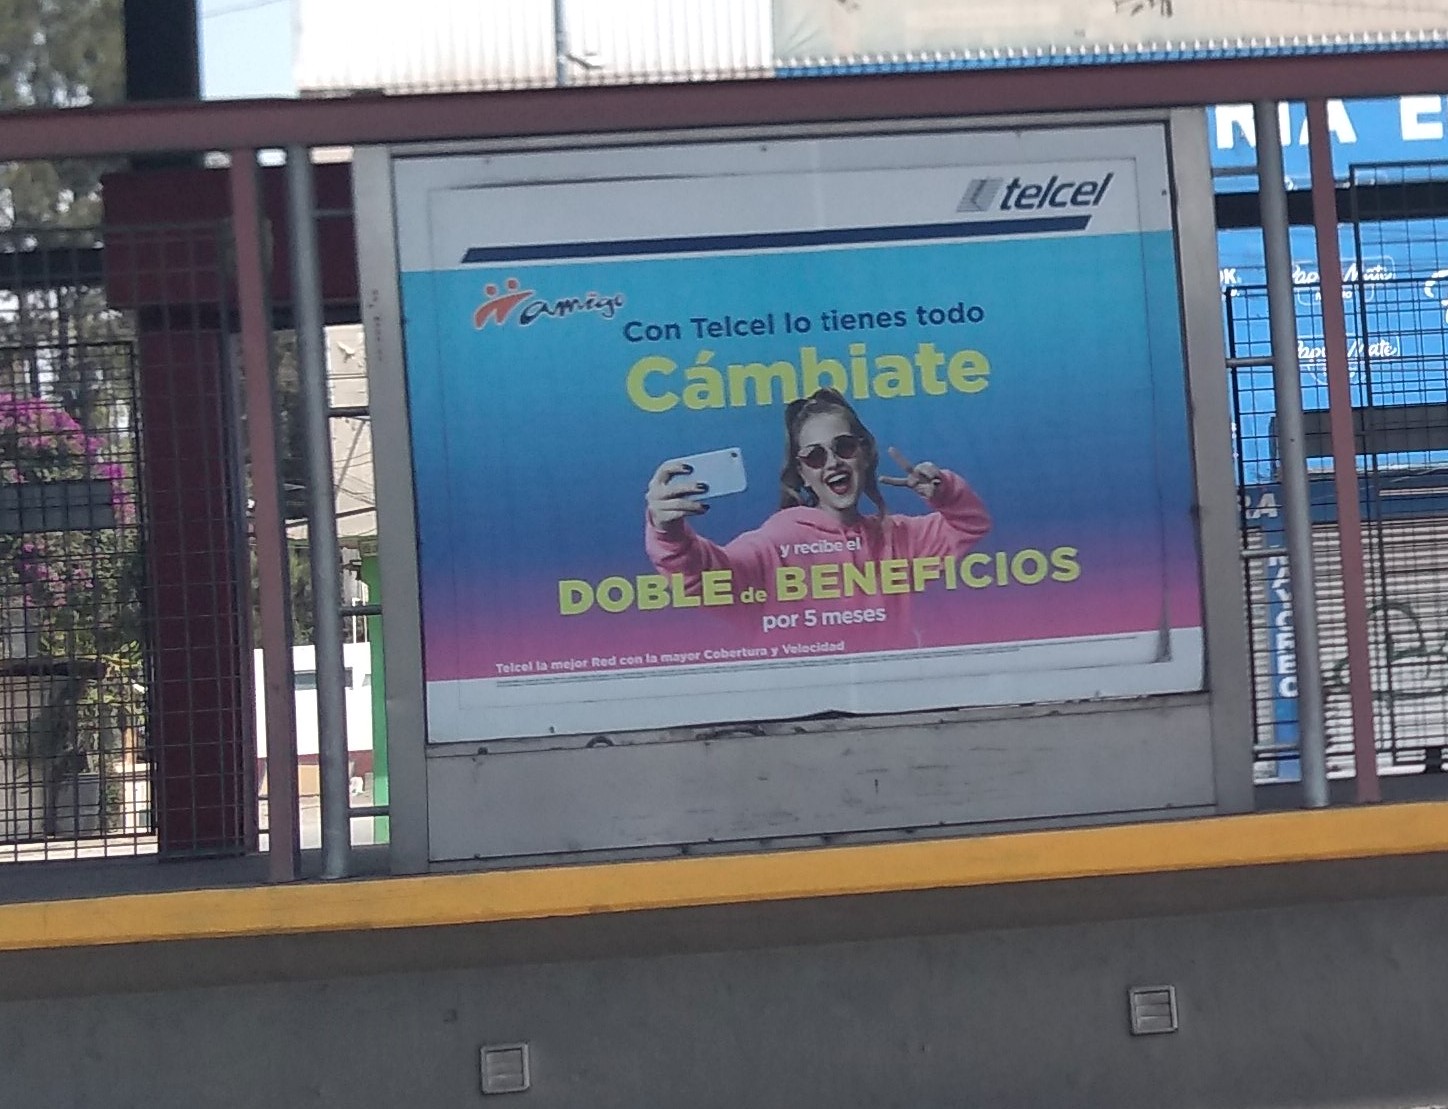 telcel
amigo
Con Telcel lo tienes todo
Cámbiate
y recibe el
DOBLE de BENEFICIOS
por 5 meses
Telcel la mejor Red con la mayor Cobertura y Velocidad
RIA E